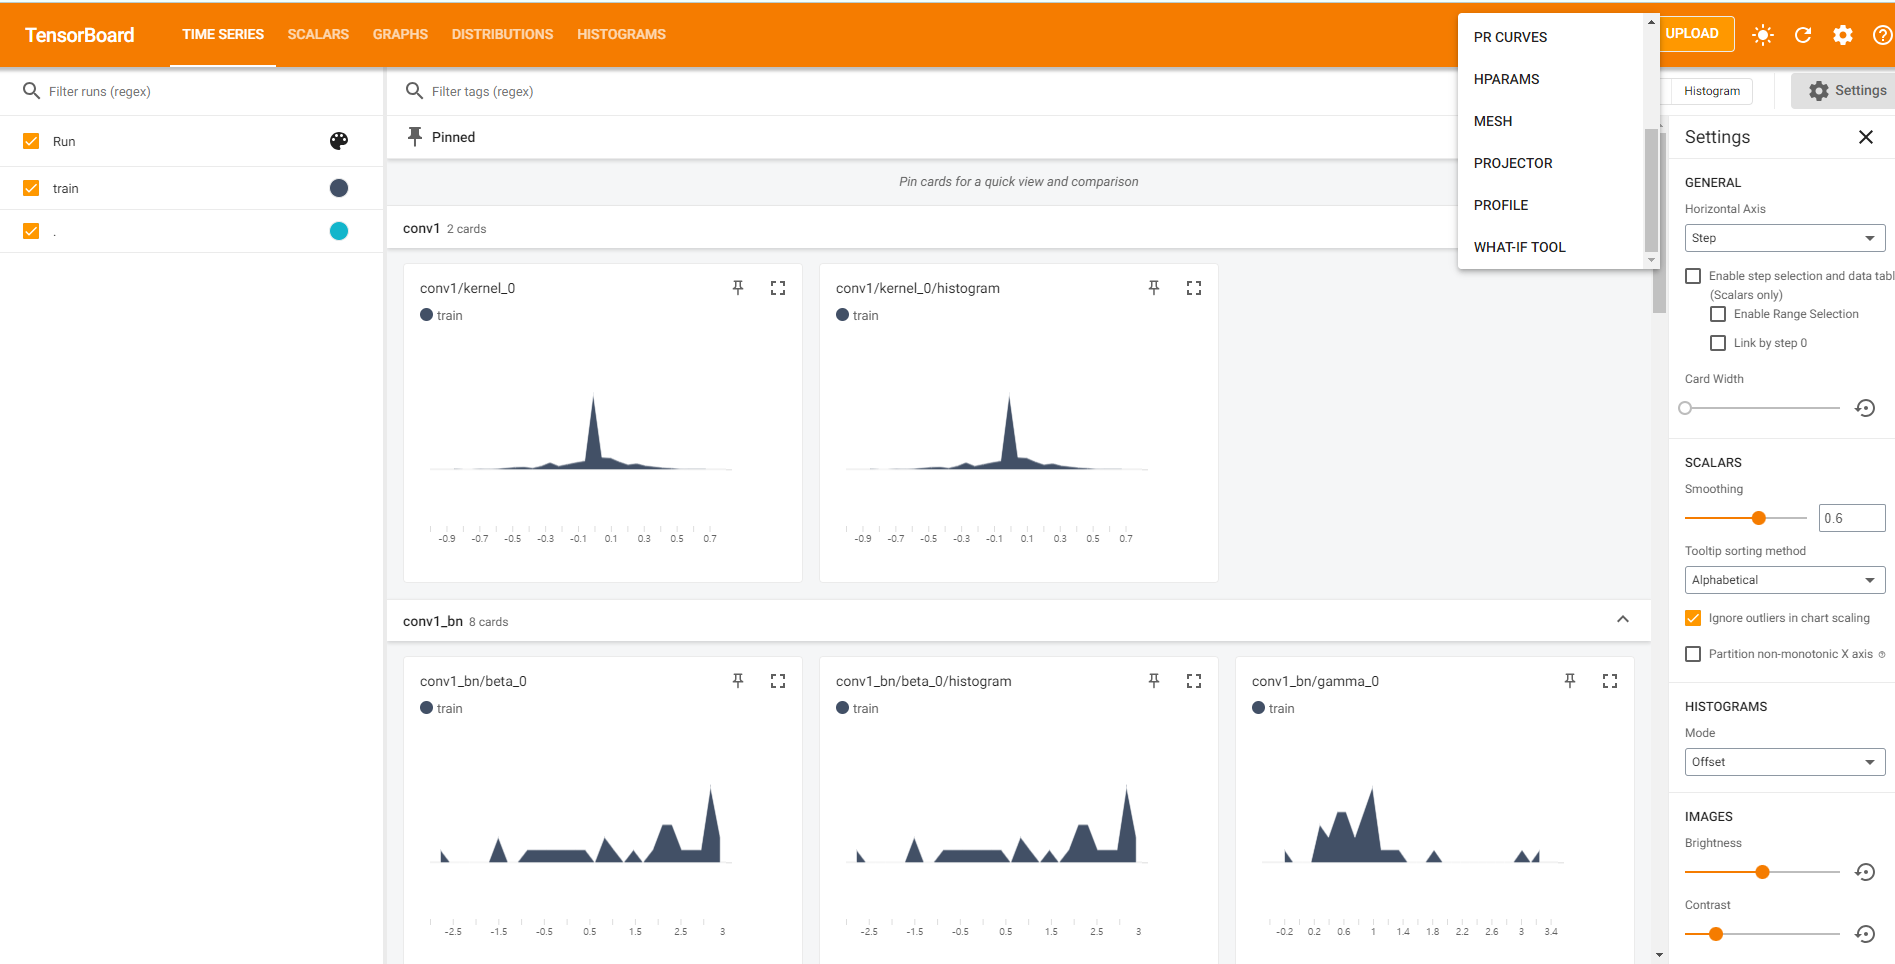 TensorBoard
TIME SERIES
SCALARS
GRAPHS
DISTRIBUTIONS
HISTOGRAMS
UPLOAD
PR CURVES
HPARAMS
MESH
PROJECTOR
PROFILE
WHAT-IF TOOL
Filter runs (regex)
Run
train
.
Filter tags (regex)
Histogram
Settings
Pinned
Pin cards for a quick view and comparison
conv1 2 cards
conv1/kernel_0
train
-0.9 -0.7 -0.5 -0.3 -0.1 0.1 0.3 0.5 0.7
conv1/kernel_0/histogram
train
-0.9 -0.7 -0.5 -0.3 -0.1 0.1 0.3 0.5 0.7
conv1_bn 8 cards
conv1_bn/beta_0
train
-2.5 -1.5 -0.5 0.5 1.5 2.5 3
conv1_bn/beta_0/histogram
train
-2.5 -1.5 -0.5 0.5 1.5 2.5 3
conv1_bn/gamma_0
train
-0.2 0.2 0.6 1 1.4 1.8 2.2 2.6 3 3.4
Settings
GENERAL
Horizontal Axis
Step
Enable step selection and data tabl
(Scalars only)
Enable Range Selection
Link by step 0
Card Width
SCALARS
Smoothing
0.6
Tooltip sorting method
Alphabetical
Ignore outliers in chart scaling
Partition non-monotonic X axis
HISTOGRAMS
Mode
Offset
IMAGES
Brightness
Contrast